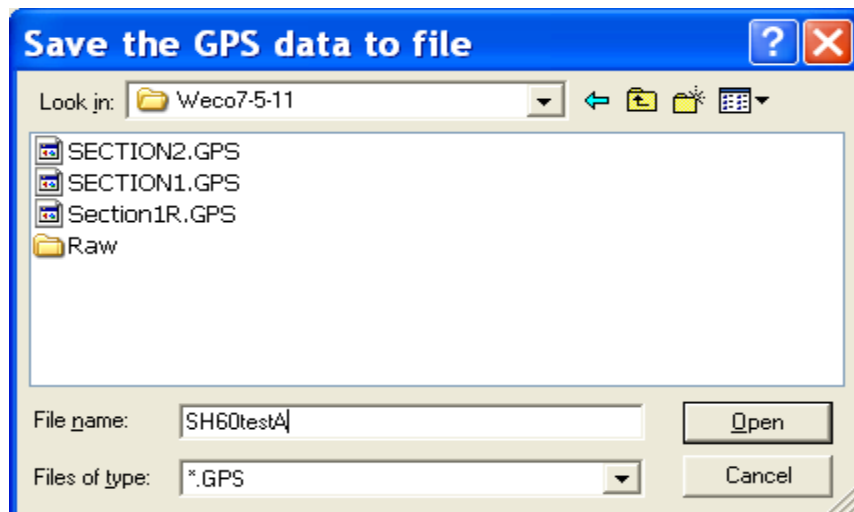 Save the GPS data to file
Look in: Weco7-5-11
SECTION2.GPS
SECTION1.GPS
Section1R.GPS
Raw
File name: SH60testA Open
Files of type: *.GPS Cancel